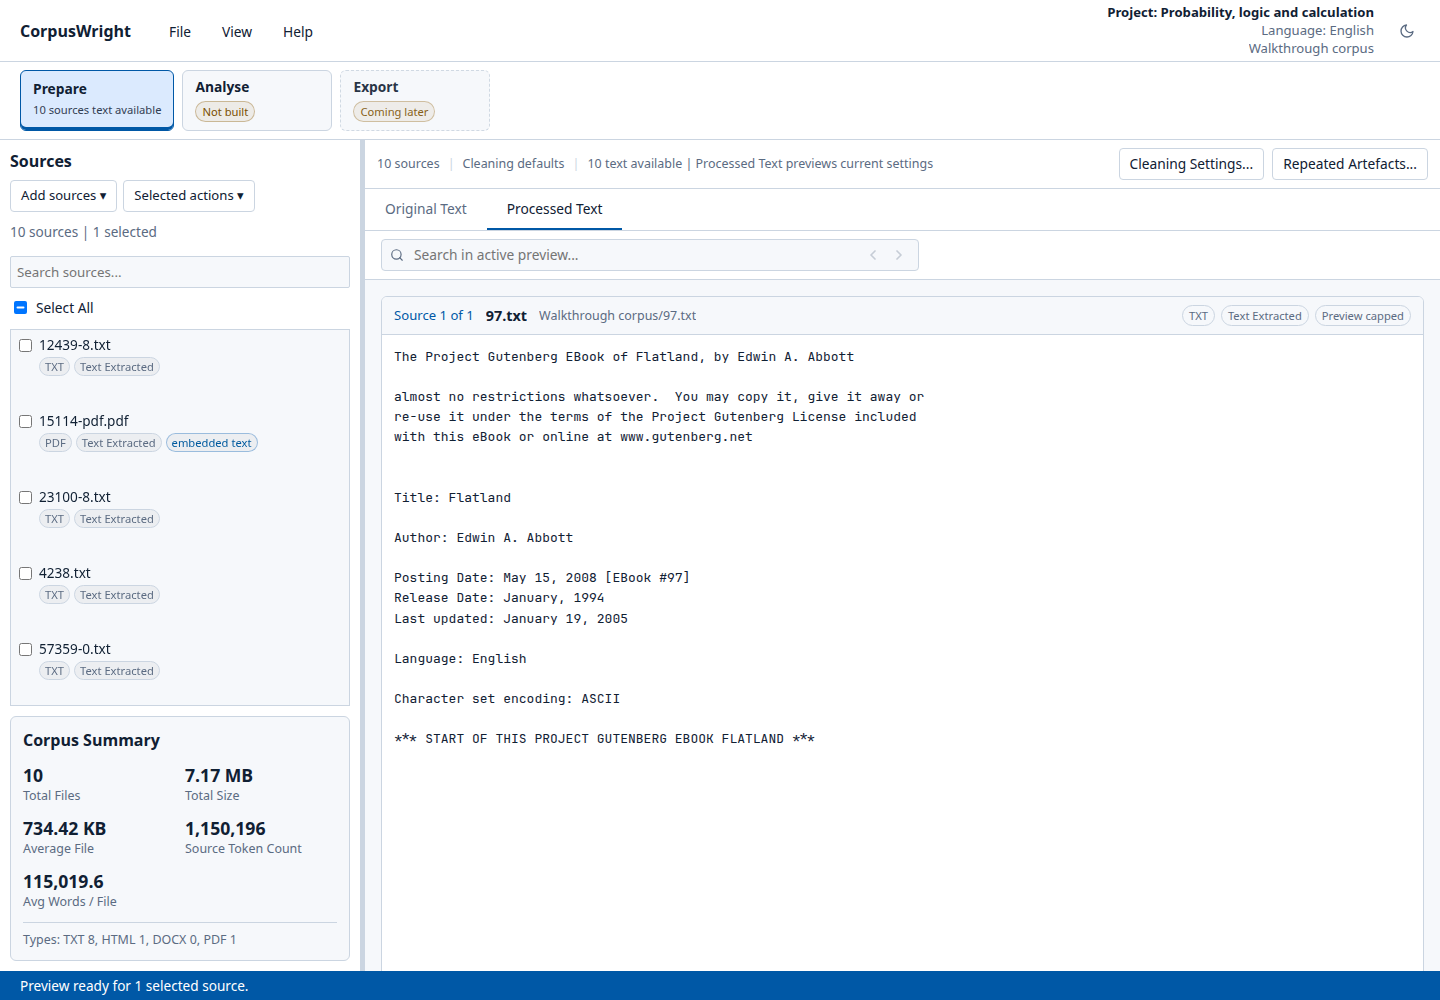 CorpusWright
File
View
Help
Project: Probability, logic and calculation
Language: English
Walkthrough corpus
Prepare
10 sources text available
Analyse
Not built
Export
Coming later
Sources
Add sources ▾
Selected actions ▾
10 sources | 1 selected
Search sources...
Select All
12439-8.txt
TXT
Text Extracted
15114-pdf.pdf
PDF
Text Extracted
embedded text
23100-8.txt
TXT
Text Extracted
4238.txt
TXT
Text Extracted
57359-0.txt
TXT
Text Extracted
Corpus Summary
10
Total Files
7.17 MB
Total Size
734.42 KB
Average File
1,150,196
Source Token Count
115,019.6
Avg Words / File
Types: TXT 8, HTML 1, DOCX 0, PDF 1
10 sources | Cleaning defaults | 10 text available | Processed Text previews current settings
Cleaning Settings...
Repeated Artefacts...
Original Text
Processed Text
Search in active preview...
Source 1 of 1
97.txt
Walkthrough corpus/97.txt
TXT
Text Extracted
Preview capped
The Project Gutenberg EBook of Flatland, by Edwin A. Abbott
almost no restrictions whatsoever.  You may copy it, give it away or
re-use it under the terms of the Project Gutenberg License included
with this eBook or online at www.gutenberg.net
Title: Flatland
Author: Edwin A. Abbott
Posting Date: May 15, 2008 [EBook #97]
Release Date: January, 1994
Last updated: January 19, 2005
Language: English
Character set encoding: ASCII
*** START OF THIS PROJECT GUTENBERG EBOOK FLATLAND ***
Preview ready for 1 selected source.